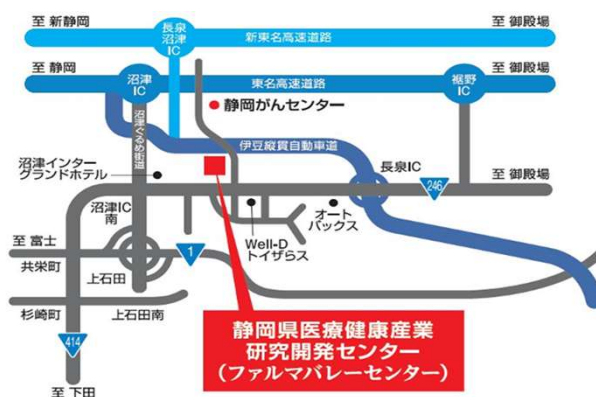 至 新静岡
長泉
沼津
IC
新東名高速道路
至 御殿場
至 静岡
沼津
IC
東名高速道路
裾野
IC
至 御殿場
静岡がんセンター
沼津ぐるめ街道
伊豆縦貫自動車道
沼津インター
グランドホテル
長泉IC
246
至 御殿場
沼津IC
南
オート
バックス
Well-D
トイザらス
至 富士
共栄町
上石田
1
杉崎町
上石田南
静岡県医療健康産業
研究開発センター
(ファルマバレーセンター)
414
至 下田